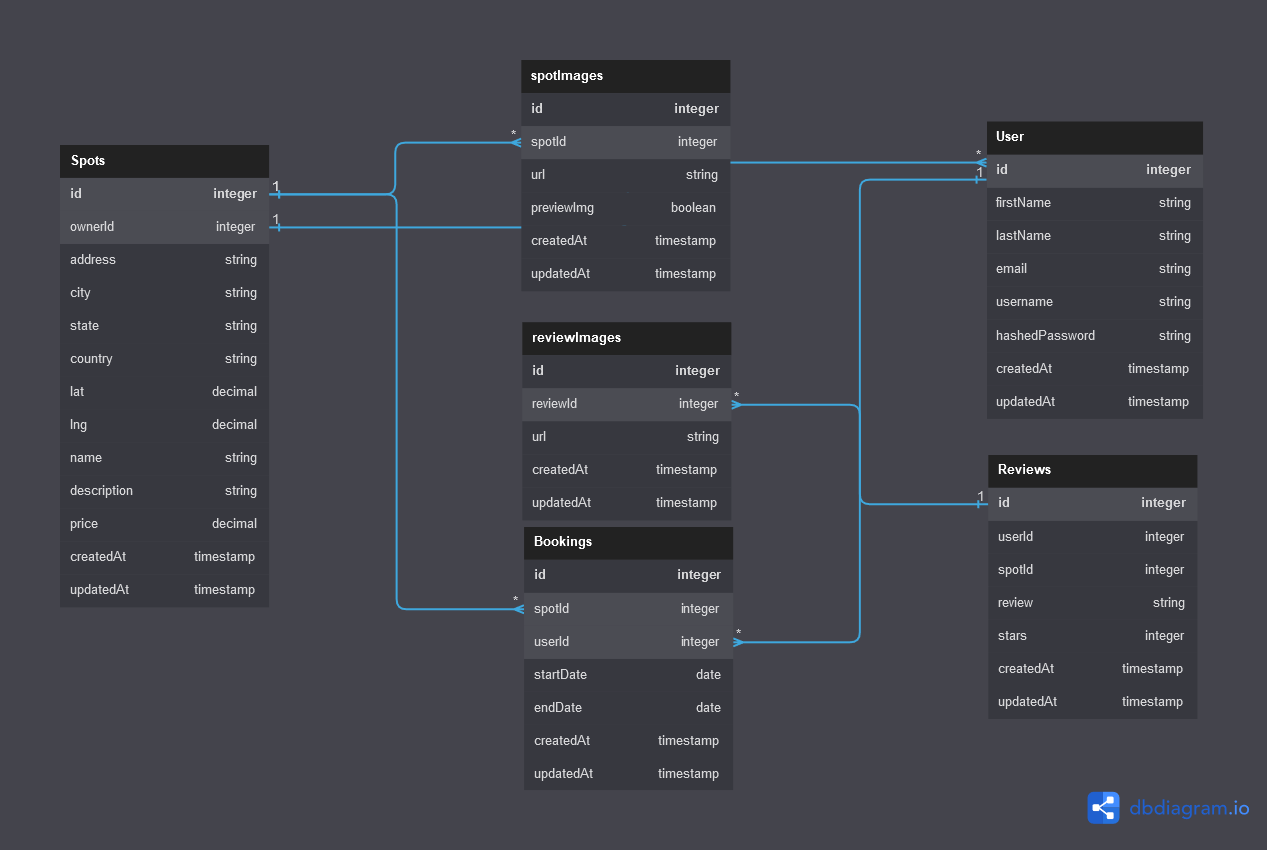 Spots
id integer
ownerId integer
address string
city string
state string
country string
lat decimal
lng decimal
name string
description string
price decimal
createdAt timestamp
updatedAt timestamp
1
1
spotImages
id integer
* spotId integer
url string
previewImg boolean
createdAt timestamp
updatedAt timestamp
reviewImages
id integer
reviewId integer *
url string
createdAt timestamp
updatedAt timestamp
Bookings
id integer
* spotId integer
userId integer *
startDate date
endDate date
createdAt timestamp
updatedAt timestamp
User
*
1
id integer
firstName string
lastName string
email string
username string
hashedPassword string
createdAt timestamp
updatedAt timestamp
Reviews
1 id integer
userId integer
spotId integer
review string
stars integer
createdAt timestamp
updatedAt timestamp
dbdiagram.io